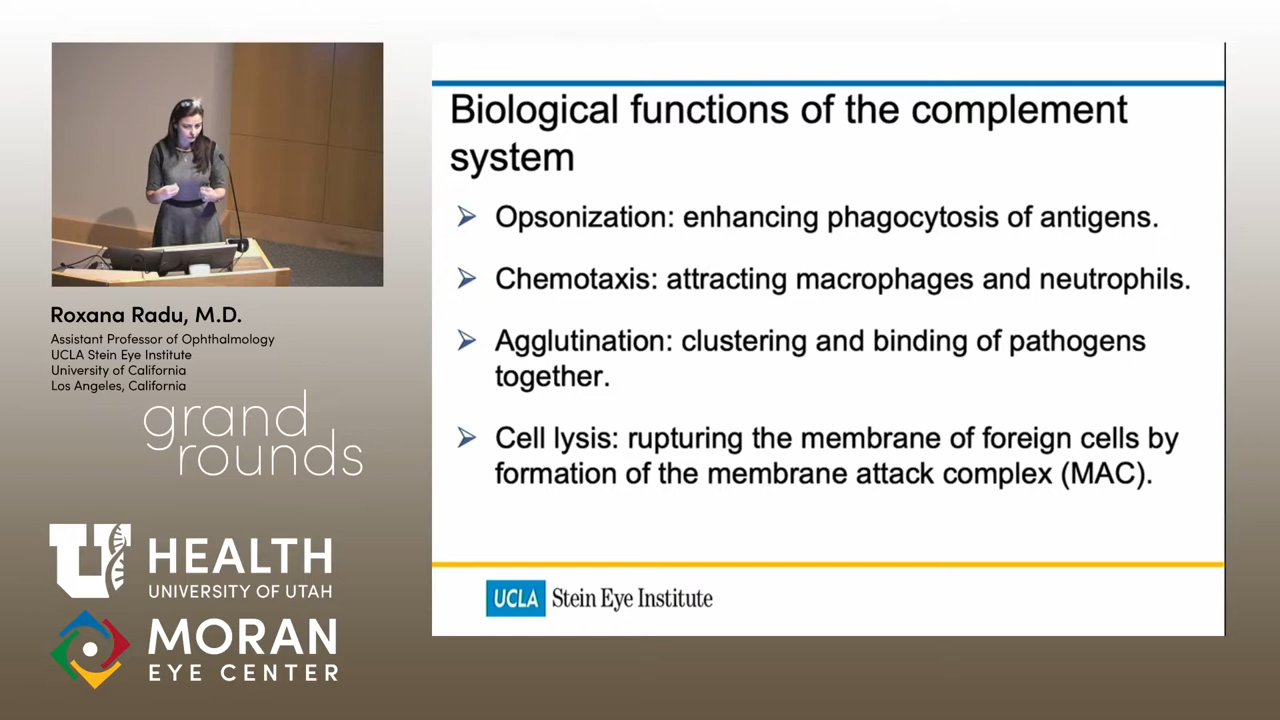 Roxana Radu, M.D.
Assistant Professor of Ophthalmology
UCLA Stein Eye Institute
University of California
Los Angeles, California
grand
rounds
U HEALTH
UNIVERSITY OF UTAH
MORAN
EYE CENTER
Biological functions of the complement
system
➢ Opsonization: enhancing phagocytosis of antigens.
➢ Chemotaxis: attracting macrophages and neutrophils.
➢ Agglutination: clustering and binding of pathogens
together.
➢ Cell lysis: rupturing the membrane of foreign cells by
formation of the membrane attack complex (MAC).
UCLA Stein Eye Institute